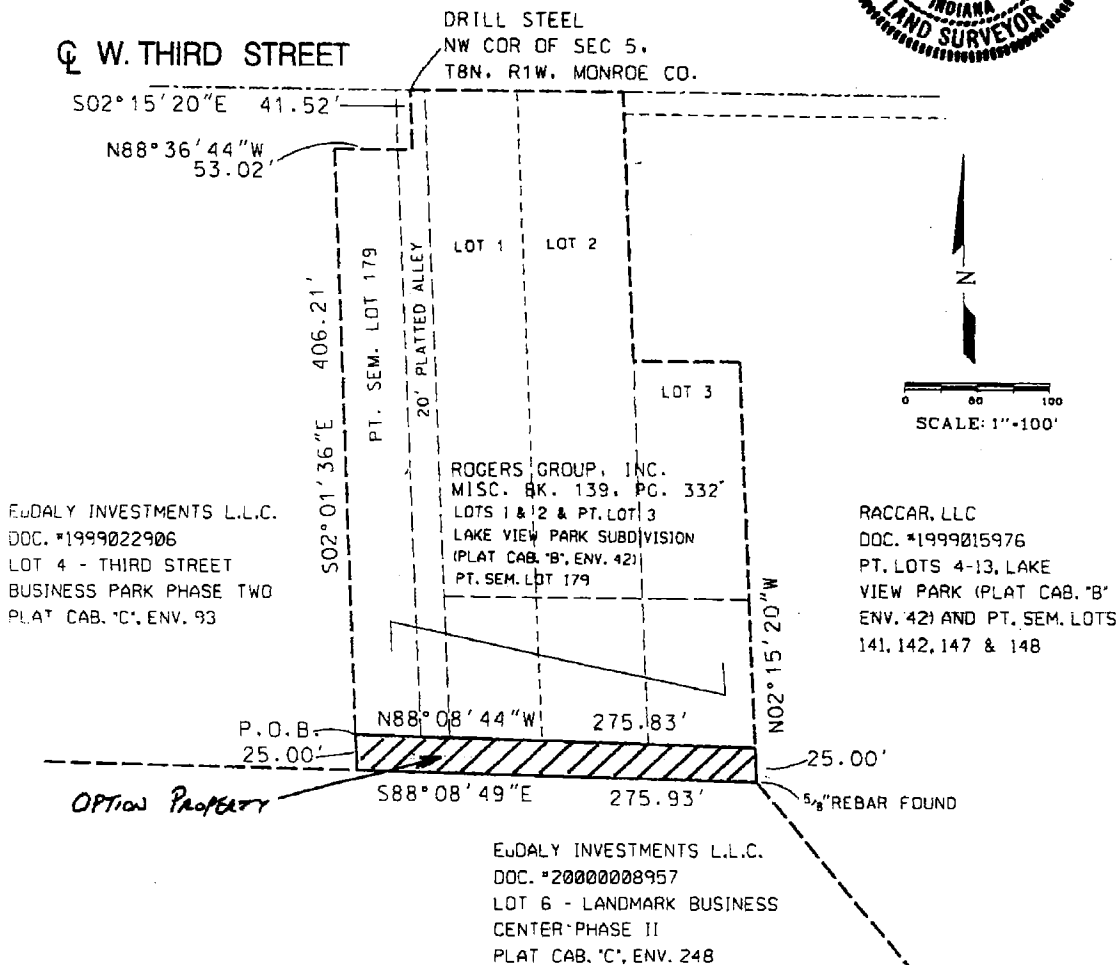 INDIANA
LAND SURVEYOR
DRILL STEEL
NW COR OF SEC 5,
T8N, R1W, MONROE CO.
℄ W. THIRD STREET
S02°15'20"E 41.52'
N88°36'44"W
53.02'
LOT 1
LOT 2
PT. SEM. LOT 179
20' PLATTED ALLEY
S02°01'36"E 406.21'
N
LOT 3
0 60 100
SCALE: 1"=100'
ROGERS GROUP, INC.
MISC. BK. 139, PG. 332
LOTS 1 & 2 & PT. LOT 3
LAKE VIEW PARK SUBDIVISION
(PLAT CAB. "B", ENV. 42)
PT. SEM. LOT 179
EuDALY INVESTMENTS L.L.C.
DOC. #1999022906
LOT 4 - THIRD STREET
BUSINESS PARK PHASE TWO
PLAT CAB. "C", ENV. 93
RACCAR, LLC
DOC. #1999015976
PT. LOTS 4-13, LAKE
VIEW PARK (PLAT CAB. "B"
ENV. 42) AND PT. SEM. LOTS
141, 142, 147 & 148
N02°15'20"W
P.O.B.
N88°08'44"W 275.83'
25.00'
25.00'
OPTION PROPERTY
S88°08'49"E 275.93'
5/8" REBAR FOUND
EuDALY INVESTMENTS L.L.C.
DOC. #20000008957
LOT 6 - LANDMARK BUSINESS
CENTER PHASE II
PLAT CAB. "C", ENV. 248